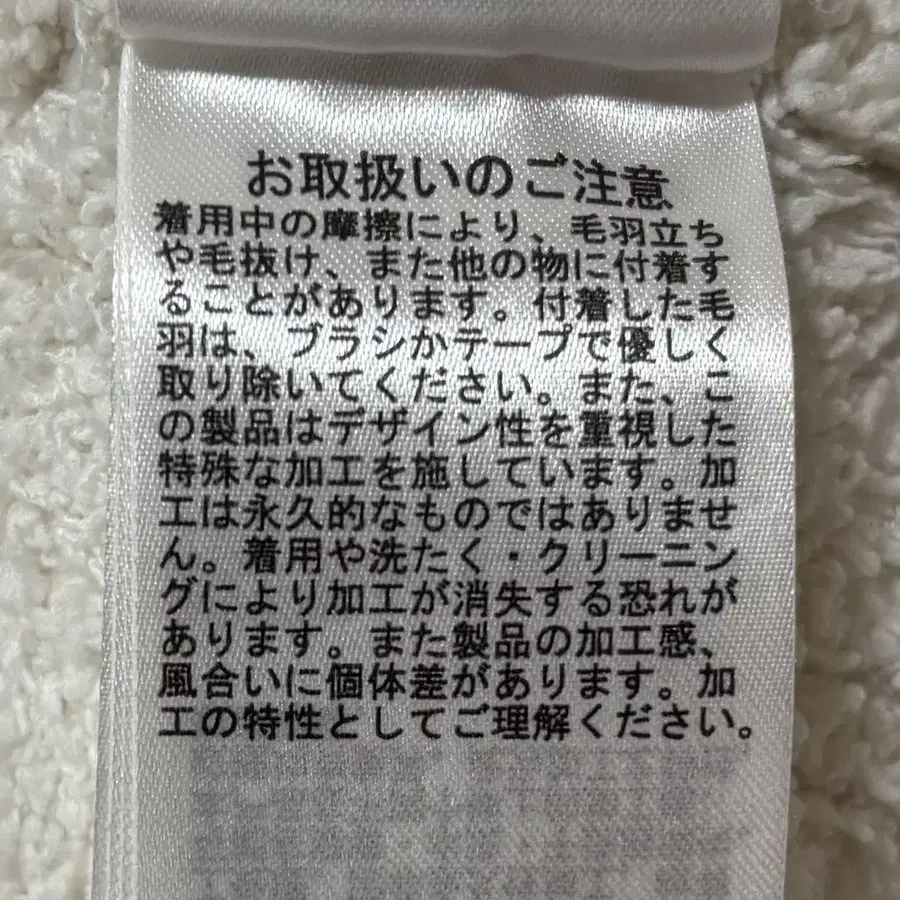 お取扱いのご注意
着用中の摩擦により、毛羽立ち
や毛抜け、また他の物に付着す
ることがあります。付着した毛
羽は、ブラシかテープで優しく
取り除いてください。また、こ
の製品はデザイン性を重視した
特殊な加工を施しています。加
工は永久的なものではありませ
ん。着用や洗たく・クリーニン
グにより加工が消失する恐れが
あります。また製品の加工感、
風合いに個体差があります。加
工の特性としてご理解ください。